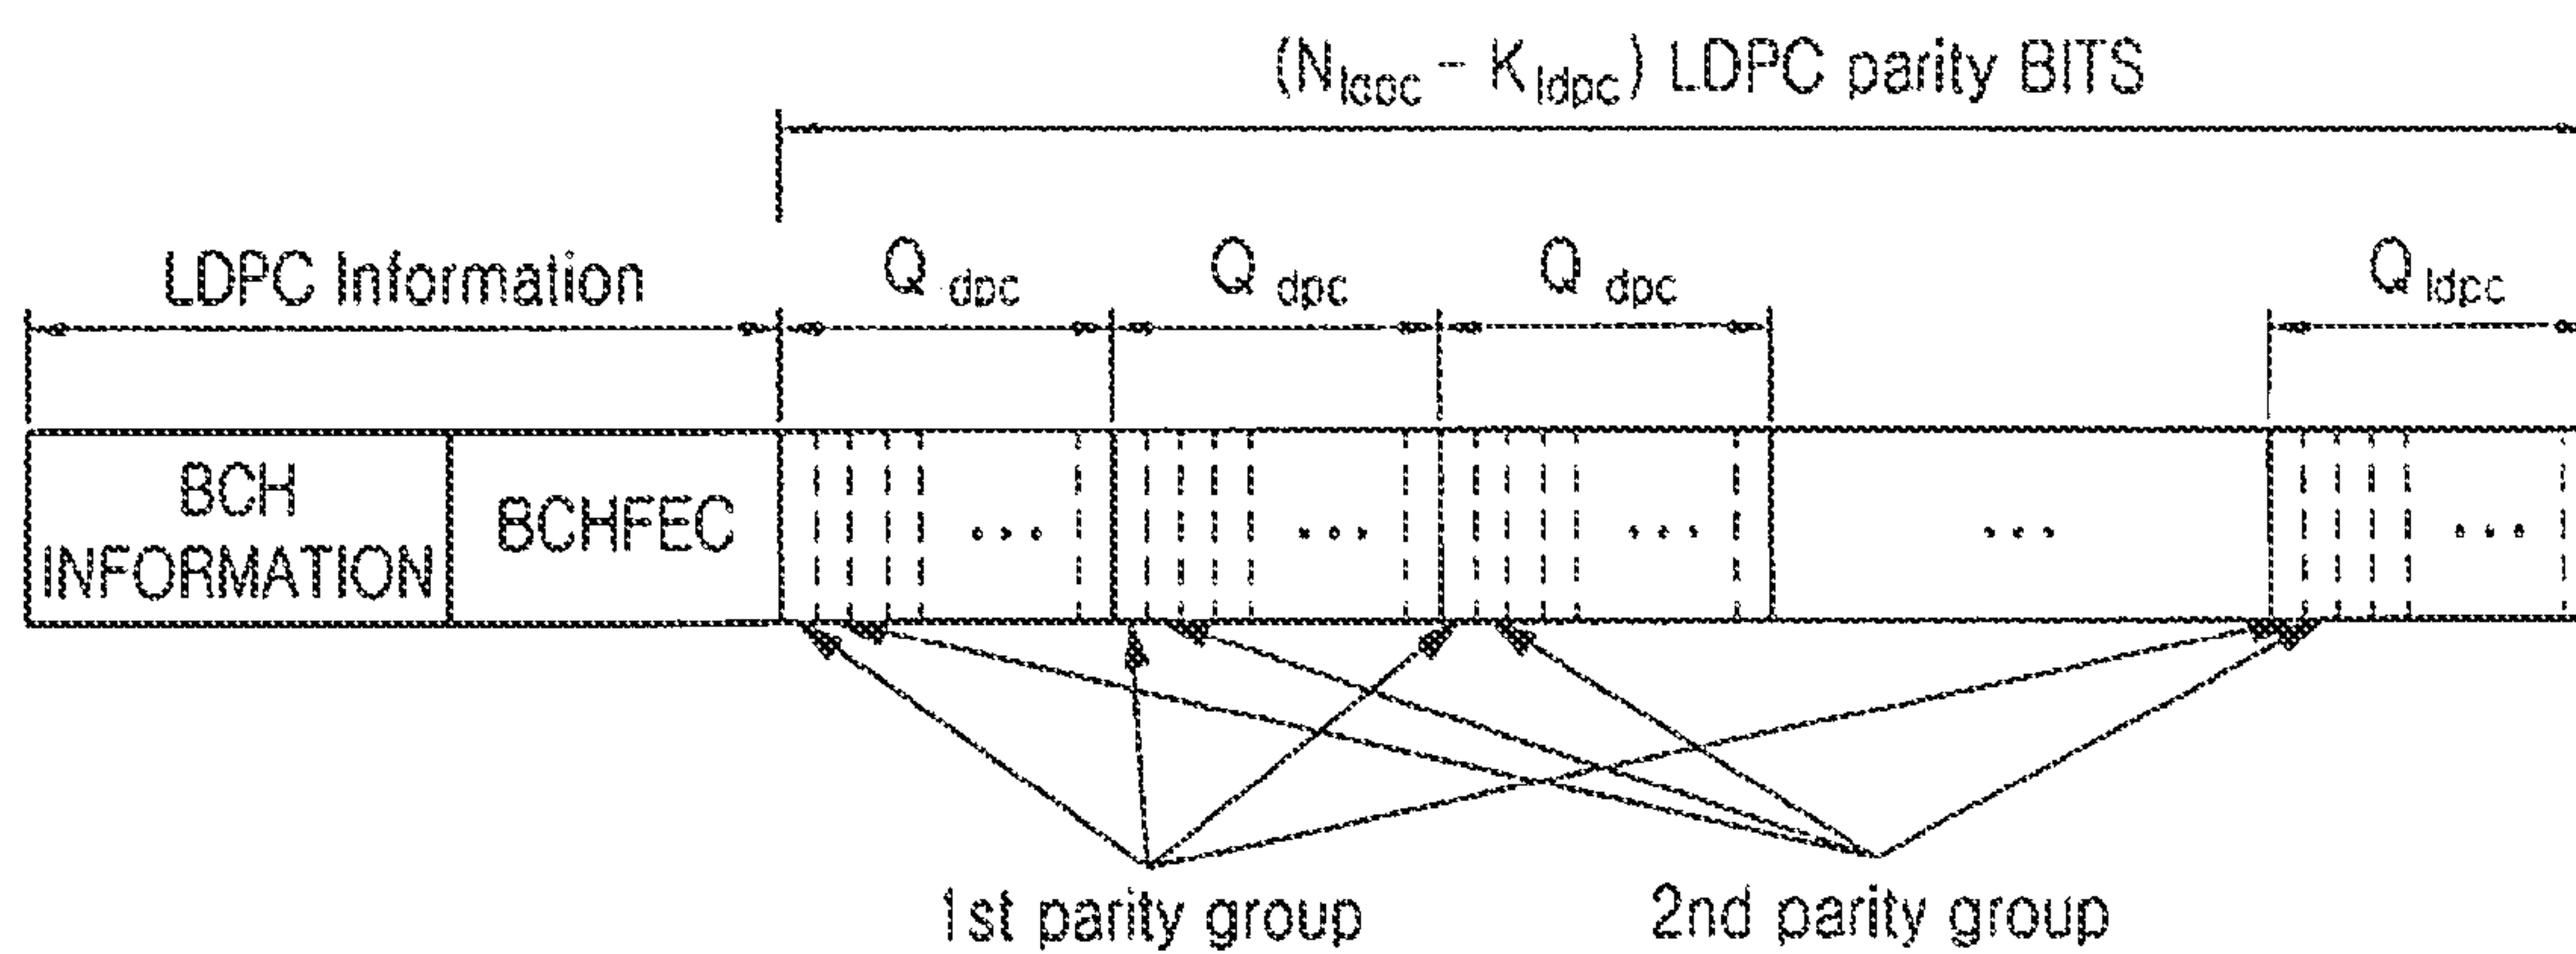 (Nldpc - Kldpc) LDPC parity BITS
LDPC Information
Q dpc
Q dpc
Q dpc
Q ldpc
BCH
INFORMATION
BCHFEC
...
...
...
...
...
1st parity group
2nd parity group